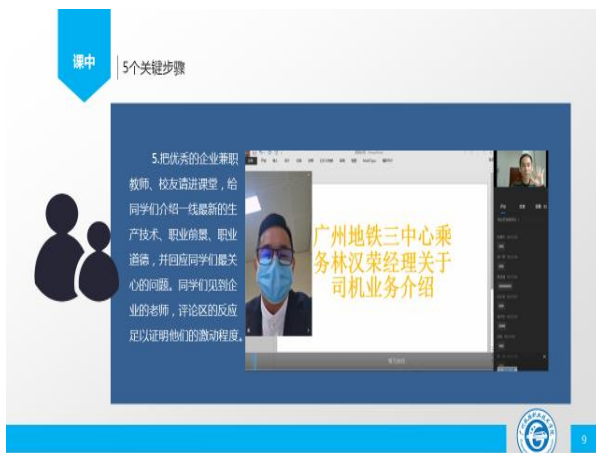 课中
5个关键步骤
5.把优秀的企业兼职
教师、校友请进课堂，给
同学们介绍一线最新的生
产技术、职业前景、职业
道德，并回应同学们最关
心的问题。同学们见到企
业的老师，评论区的反应
足以证明他们的激动程度。
广州地铁三中心乘
务林汉荣经理关于
司机业务介绍
9